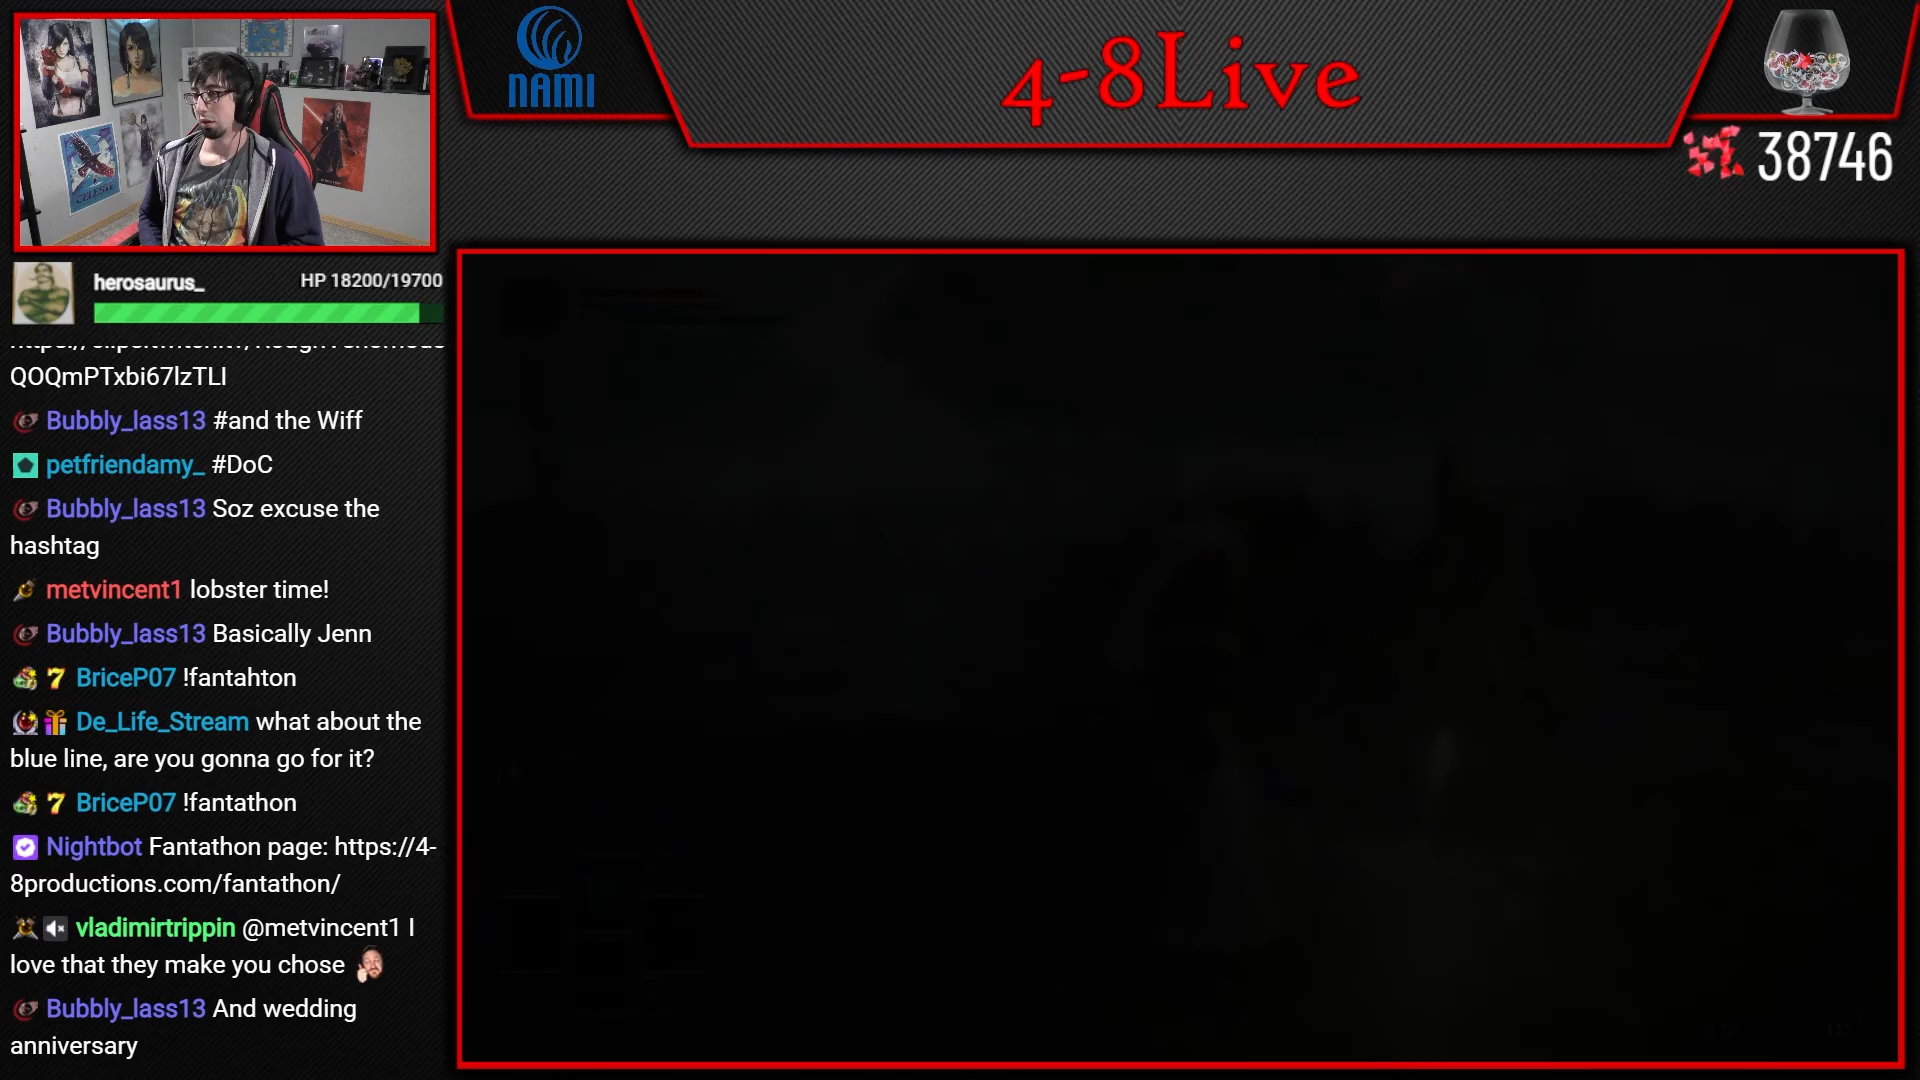 NAMI
4-8Live
38746
CELESTE
herosaurus_ HP 18200/19700
QOQmPTxbi67lzTLI
Bubbly_lass13 #and the Wiff
petfriendamy_ #DoC
Bubbly_lass13 Soz excuse the
hashtag
metvincent1 lobster time!
Bubbly_lass13 Basically Jenn
7 BriceP07 !fantahton
De_Life_Stream what about the
blue line, are you gonna go for it?
7 BriceP07 !fantathon
Nightbot Fantathon page: https://4-
8productions.com/fantathon/
vladimirtrippin @metvincent1 I
love that they make you chose
Bubbly_lass13 And wedding
anniversary